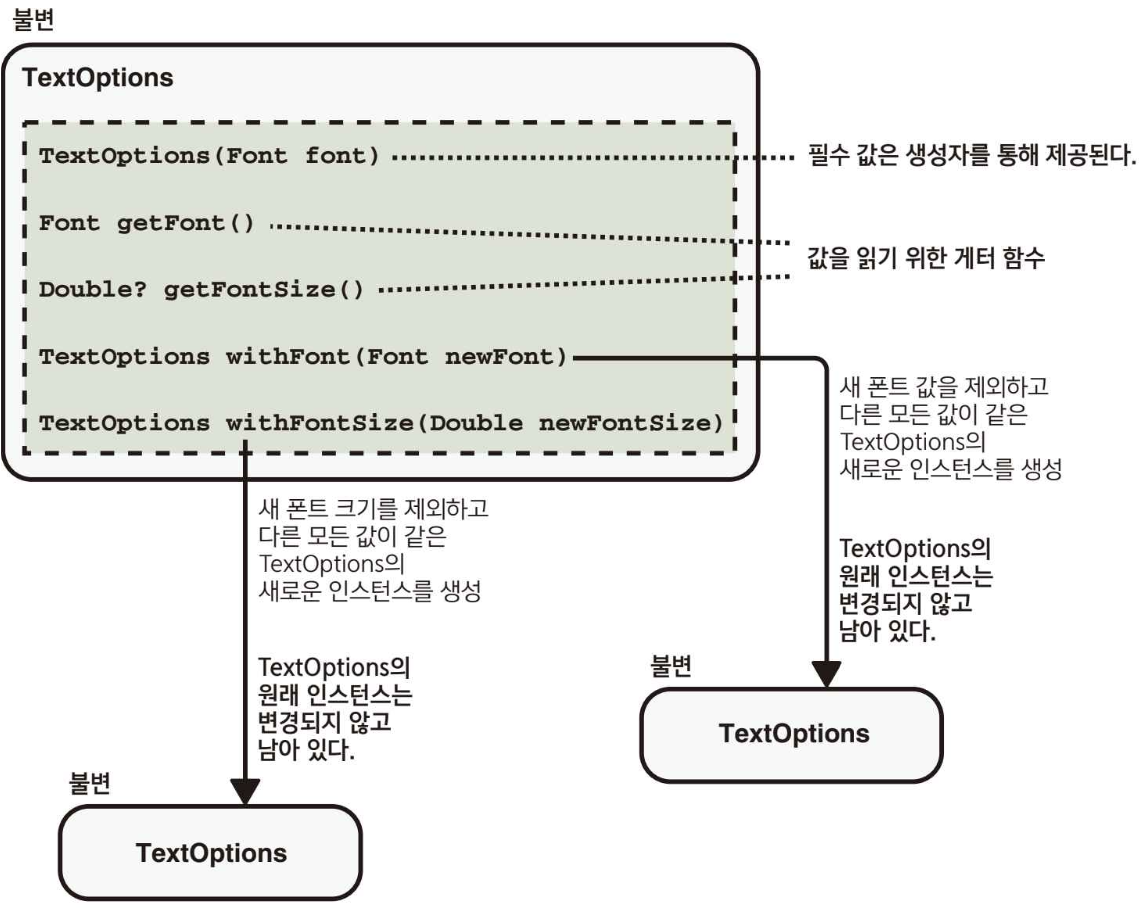 불변
TextOptions
TextOptions(Font font)
필수 값은 생성자를 통해 제공된다.
Font getFont()
값을 읽기 위한 게터 함수
Double? getFontSize()
TextOptions withFont(Font newFont)
TextOptions withFontSize(Double newFontSize)
새 폰트 값을 제외하고
다른 모든 값이 같은
TextOptions의
새로운 인스턴스를 생성
TextOptions의
원래 인스턴스는
변경되지 않고
남아 있다.
불변
TextOptions
새 폰트 크기를 제외하고
다른 모든 값이 같은
TextOptions의
새로운 인스턴스를 생성
TextOptions의
원래 인스턴스는
변경되지 않고
남아 있다.
불변
TextOptions